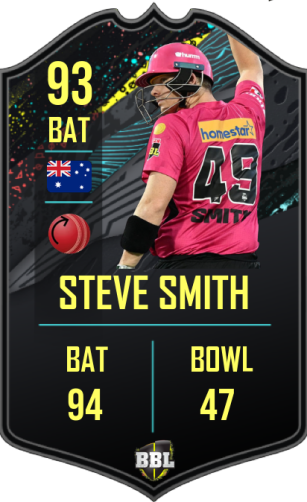 93
BAT
homestar
49
SMITH
STEVE SMITH
BAT
BOWL
94
47
BBL